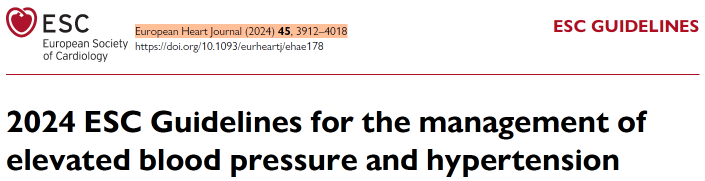 ESC
European Society
of Cardiology
European Heart Journal (2024) 45, 3912–4018
https://doi.org/10.1093/eurheartj/ehae178
ESC GUIDELINES
2024 ESC Guidelines for the management of
elevated blood pressure and hypertension